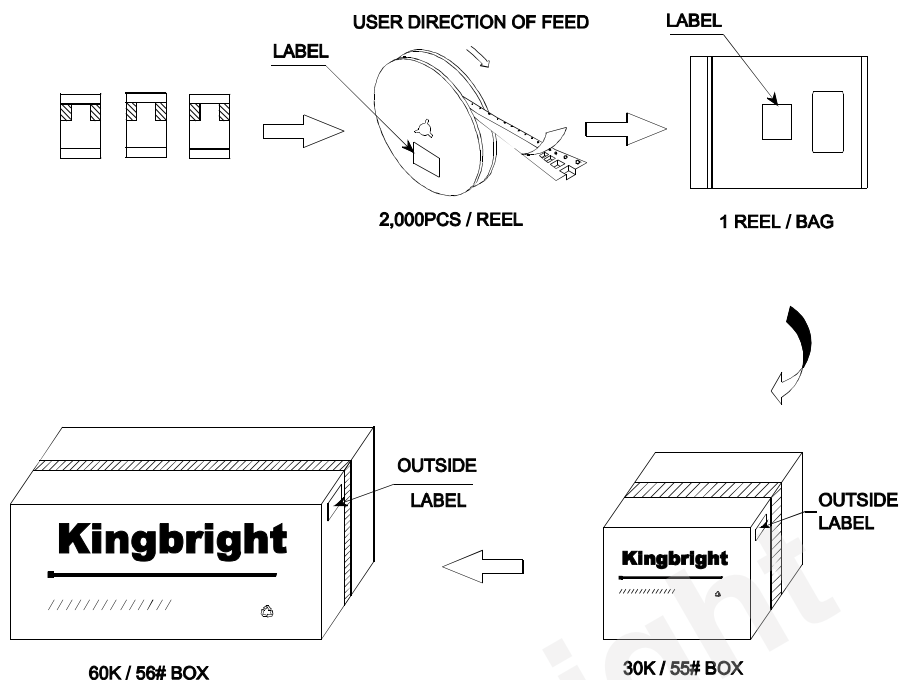 USER DIRECTION OF FEED
LABEL
LABEL
2,000PCS / REEL
1 REEL / BAG
OUTSIDE
LABEL
Kingbright
60K / 56# BOX
OUTSIDE
LABEL
Kingbright
30K / 55# BOX